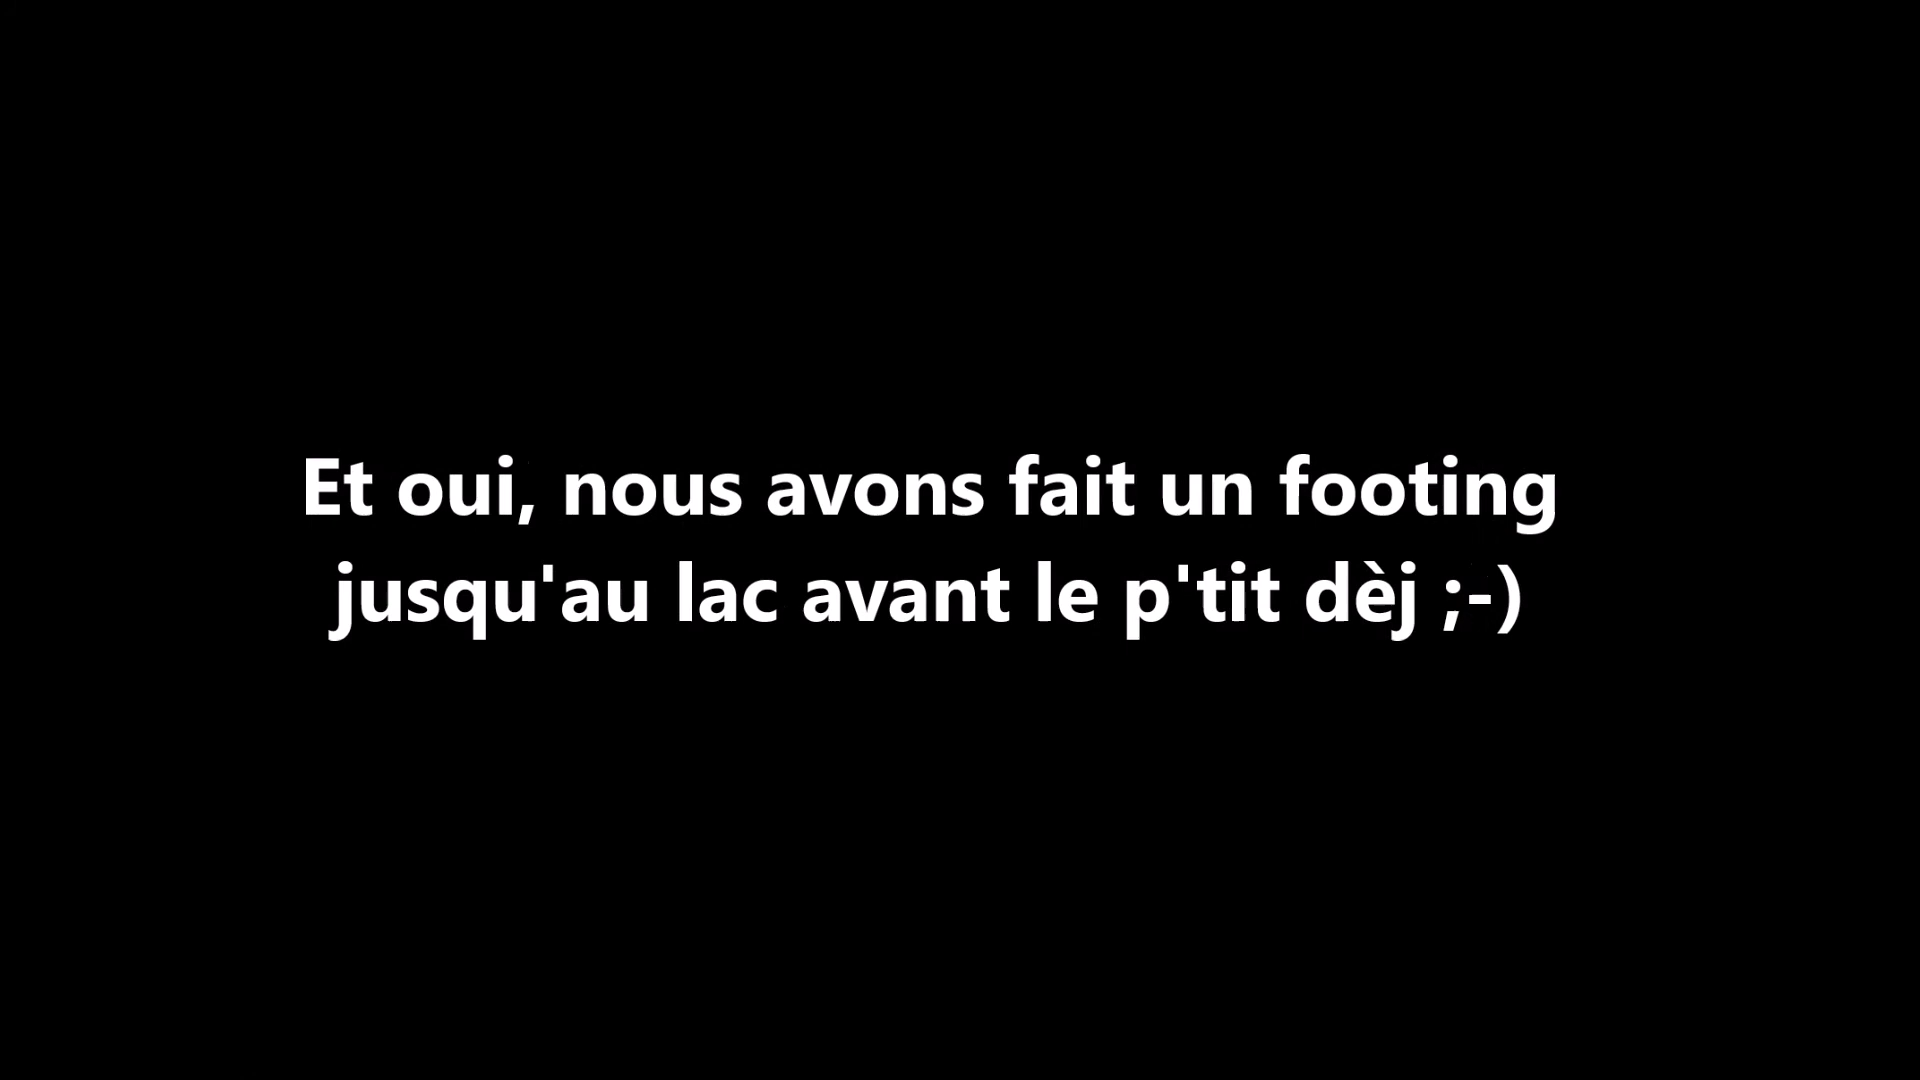 Et oui, nous avons fait un footing
jusqu'au lac avant le p'tit dèj ;-)